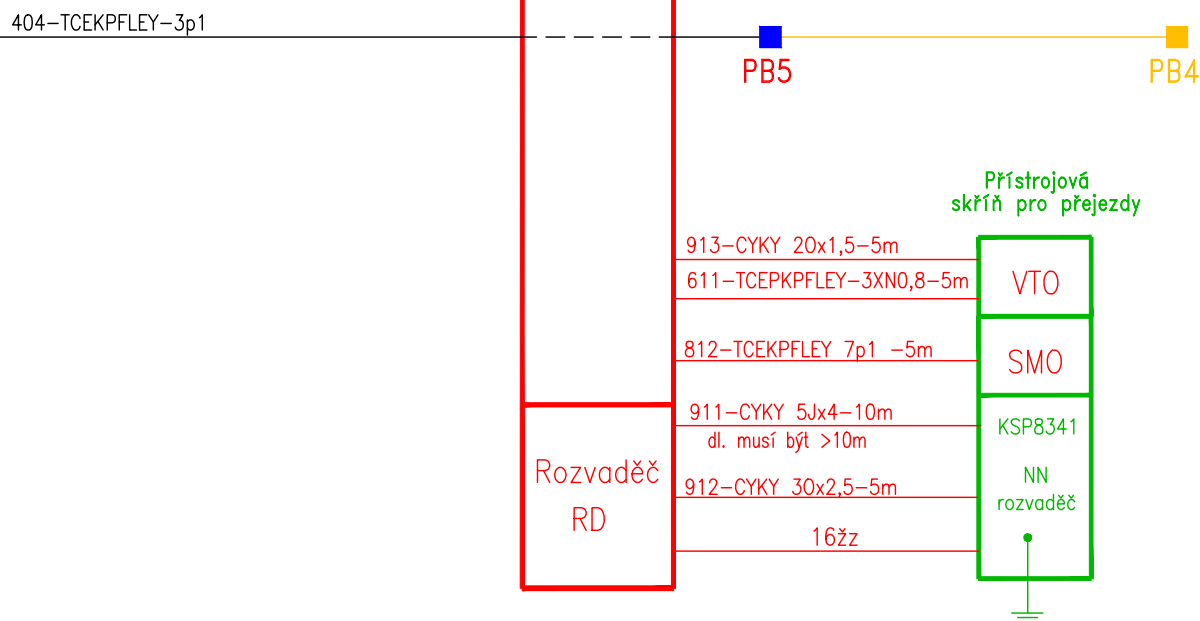 404-TCEKPFLEY-3p1
PB5
PB4
Přístrojová
skříň pro přejezdy
913-CYKY 2Ox1,5-5m
611-TCEPKPFLEY-3XN0,8-5m
VTO
812-TCEKPFLEY 7p1 -5m
SMO
911-CYKY 5Jx4-10m
dl. musí být >10m
KSP8341
NN
rozvaděč
Rozvaděč
RD
912-CYKY 3Ox2,5-5m
16žz